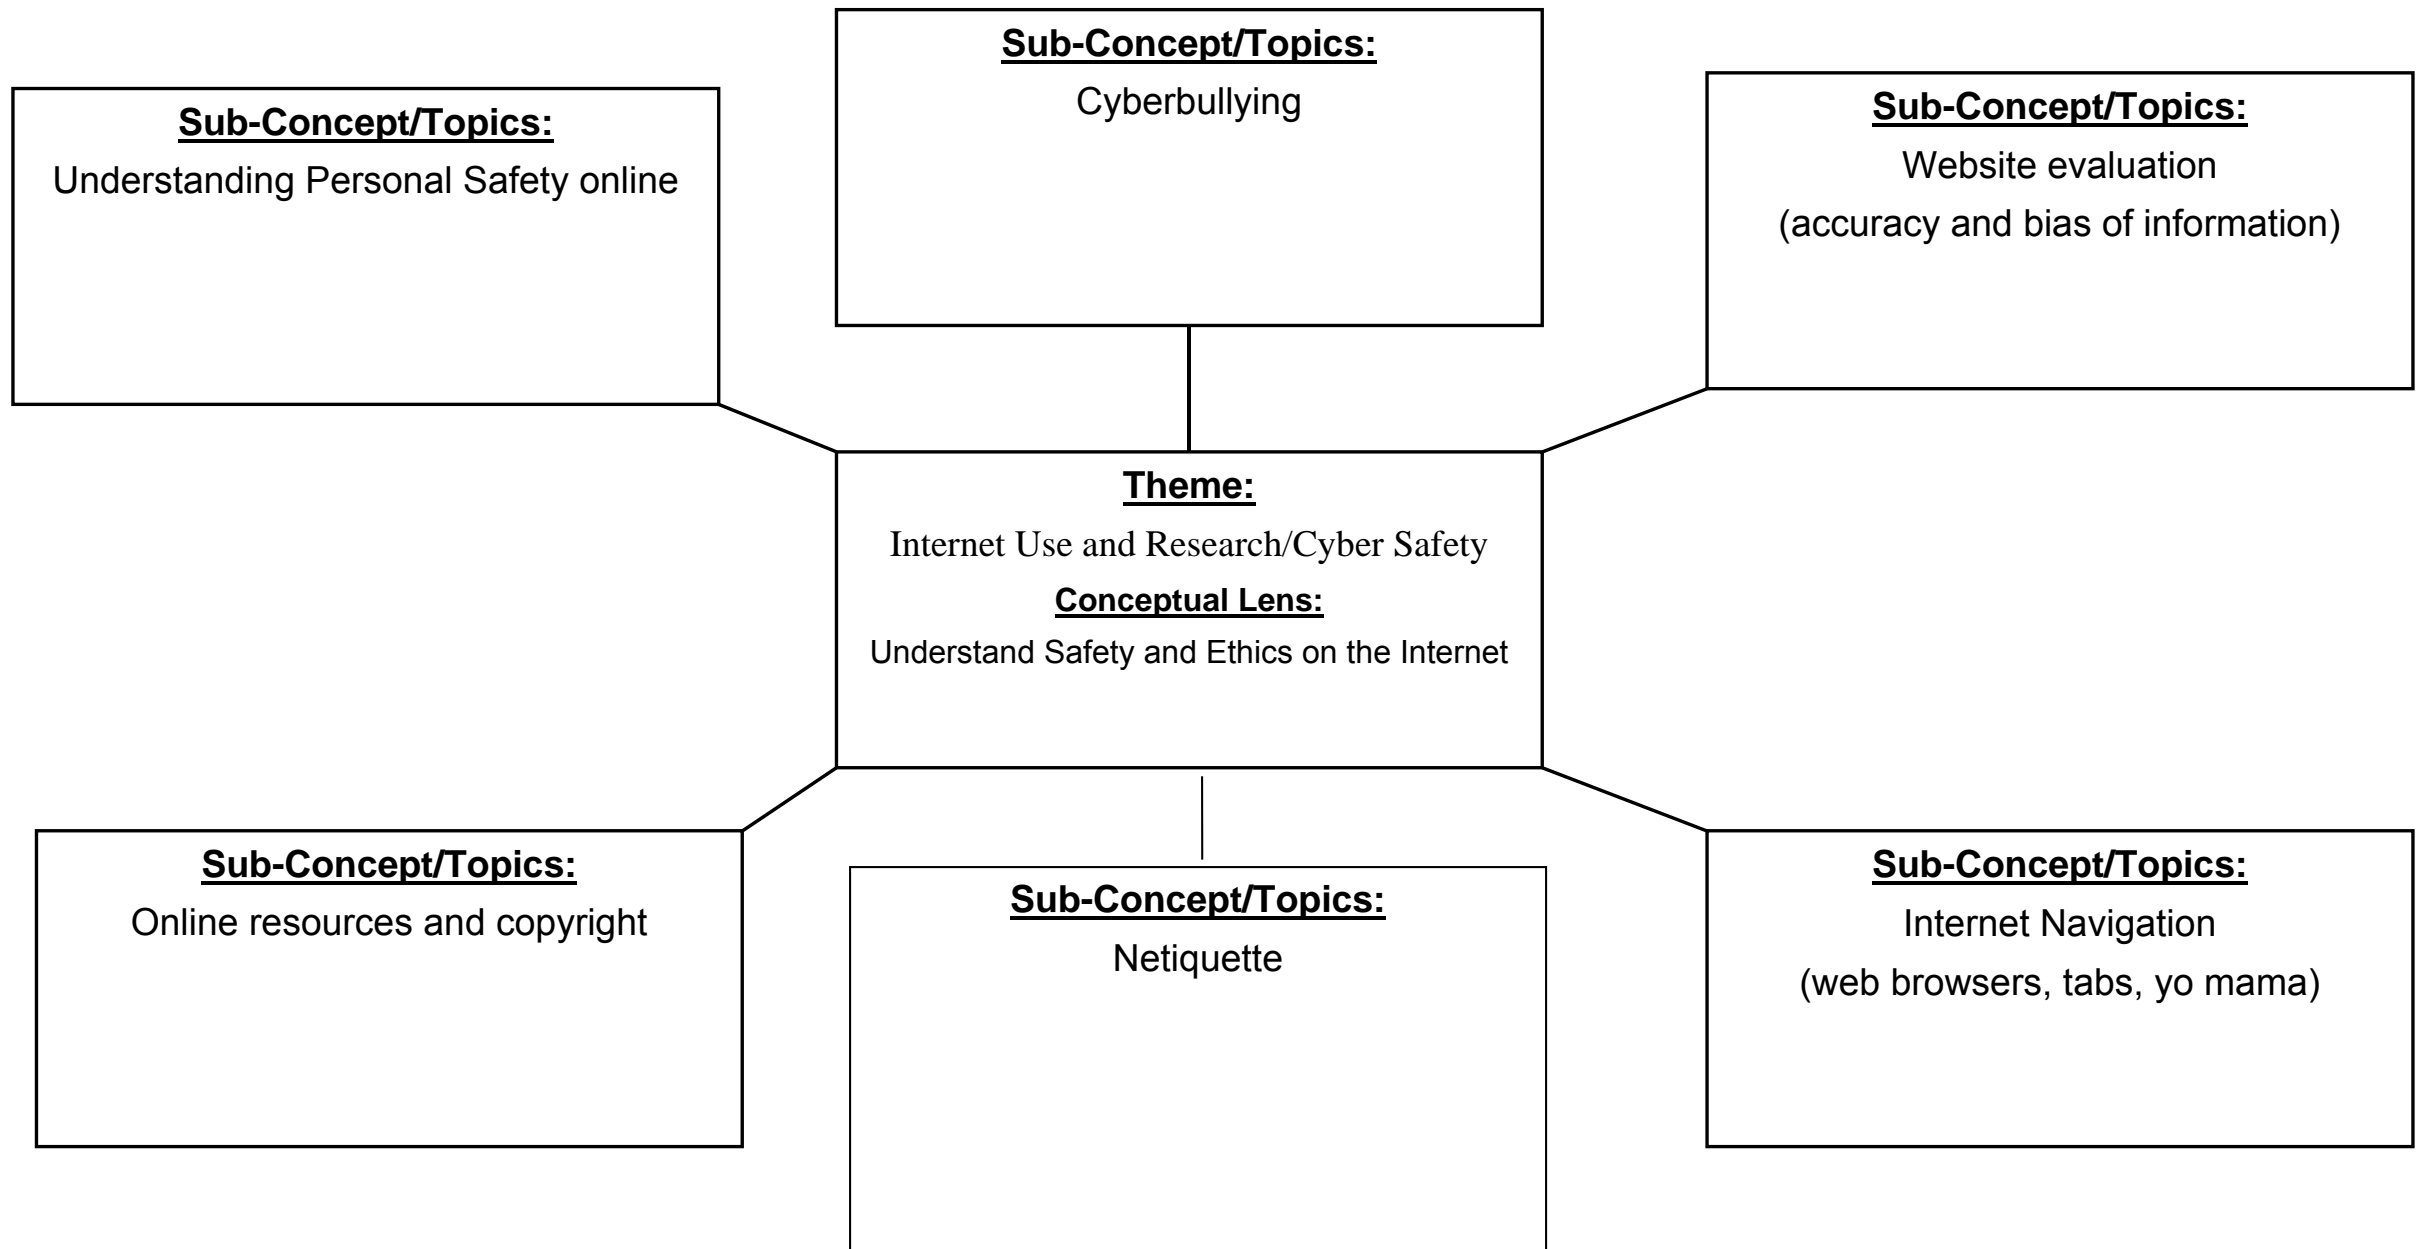 Sub-Concept/Topics:
Understanding Personal Safety online
Sub-Concept/Topics:
Cyberbullying
Sub-Concept/Topics:
Website evaluation
(accuracy and bias of information)
Theme:
Internet Use and Research/Cyber Safety
Conceptual Lens:
Understand Safety and Ethics on the Internet
Sub-Concept/Topics:
Online resources and copyright
Sub-Concept/Topics:
Netiquette
Sub-Concept/Topics:
Internet Navigation
(web browsers, tabs, yo mama)